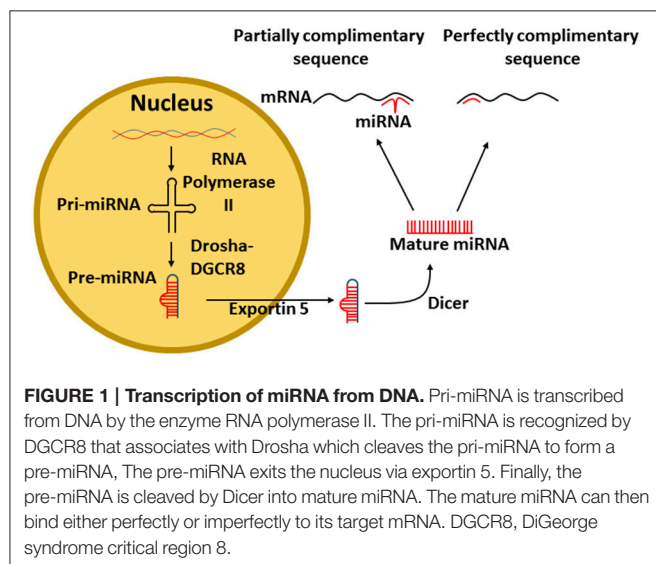 Partially complimentary
sequence
Perfectly complimentary
sequence
mRNA
miRNA
Nucleus
RNA
Polymerase
II
Pri-miRNA
Drosha-
DGCR8
Pre-miRNA
Exportin 5
Dicer
Mature miRNA
FIGURE 1 | Transcription of miRNA from DNA. Pri-miRNA is transcribed
from DNA by the enzyme RNA polymerase II. The pri-miRNA is recognized by
DGCR8 that associates with Drosha which cleaves the pri-miRNA to form a
pre-miRNA, The pre-miRNA exits the nucleus via exportin 5. Finally, the
pre-miRNA is cleaved by Dicer into mature miRNA. The mature miRNA can then
bind either perfectly or imperfectly to its target mRNA. DGCR8, DiGeorge
syndrome critical region 8.